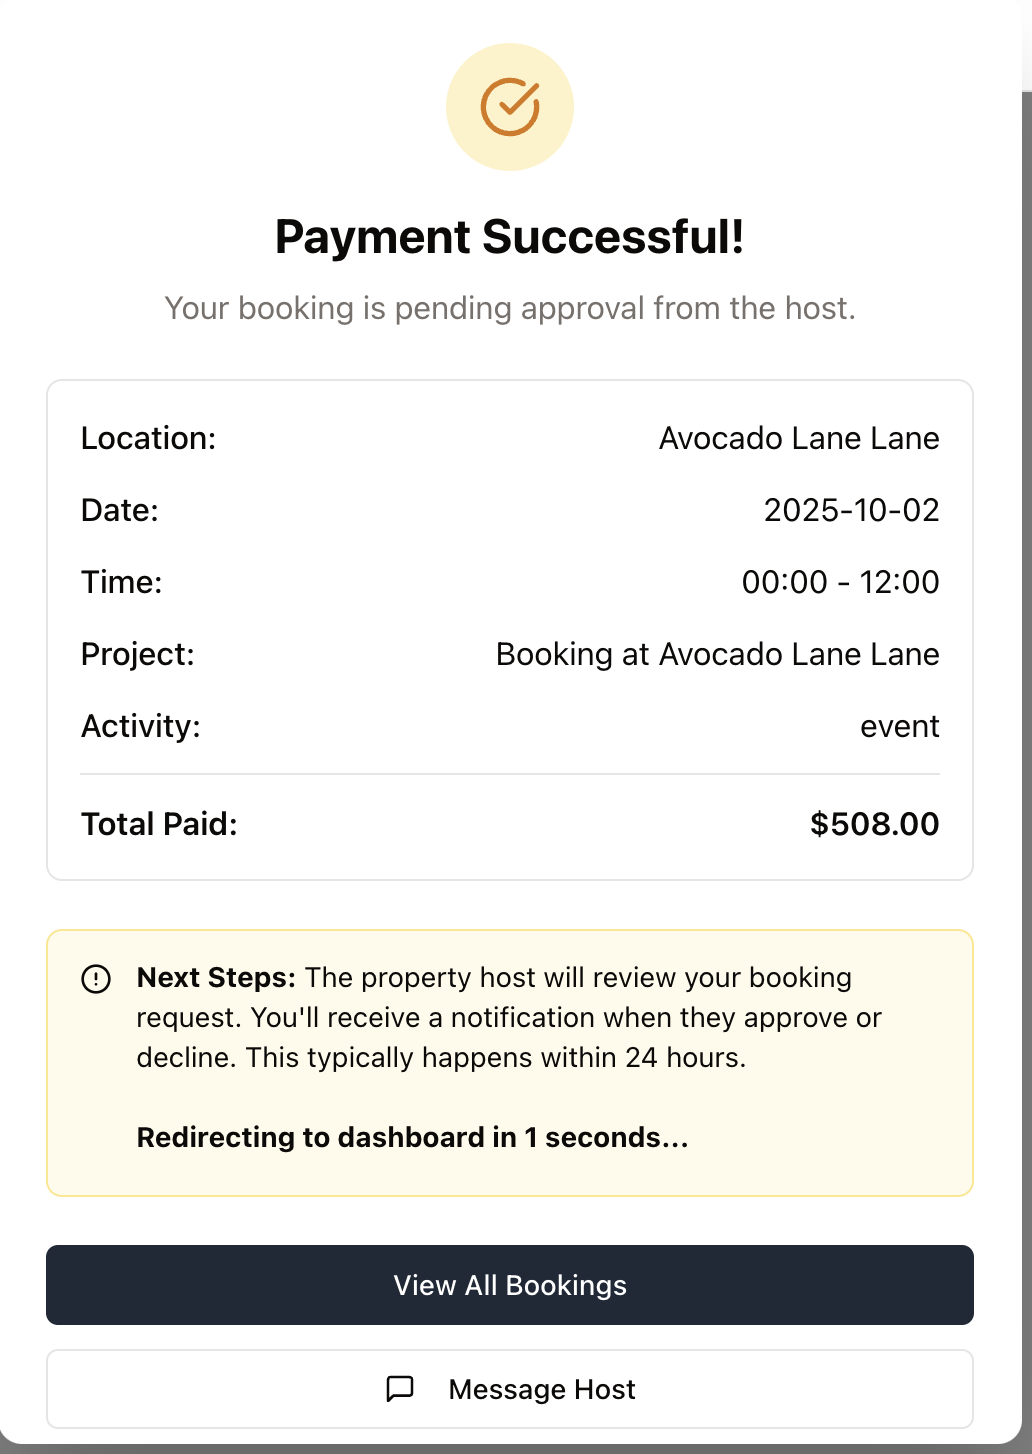 Payment Successful!
Your booking is pending approval from the host.
Location: Avocado Lane Lane
Date: 2025-10-02
Time: 00:00 - 12:00
Project: Booking at Avocado Lane Lane
Activity: event
Total Paid: $508.00
Next Steps: The property host will review your booking
request. You'll receive a notification when they approve or
decline. This typically happens within 24 hours.
Redirecting to dashboard in 1 seconds...
View All Bookings
Message Host